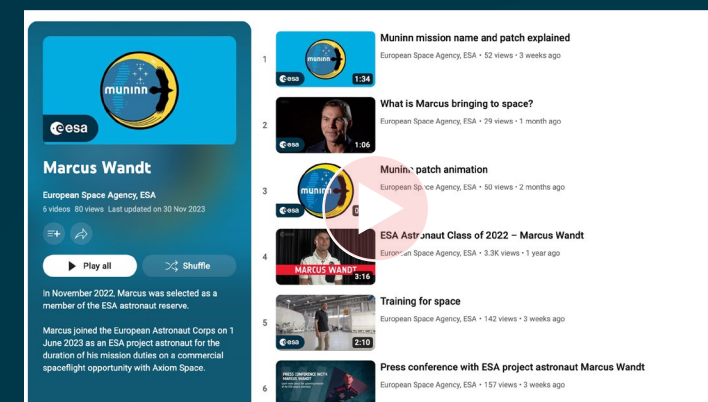 muninn
esa
Marcus Wandt
European Space Agency, ESA
6 videos 80 views Last updated on 30 Nov 2023
Play all
Shuffle
In November 2022, Marcus was selected as a
member of the ESA astronaut reserve.
Marcus joined the European Astronaut Corps on 1
June 2023 as an ESA project astronaut for the
duration of his mission duties on a commercial
spaceflight opportunity with Axiom Space.
1
muninn
esa
1:34
Muninn mission name and patch explained
European Space Agency, ESA • 52 views • 3 weeks ago
2
esa
1:06
What is Marcus bringing to space?
European Space Agency, ESA • 29 views • 1 month ago
3
muninn
esa
Muninn patch animation
European Space Agency, ESA • 50 views • 2 months ago
4
MARCUS WANDT
3:16
ESA Astronaut Class of 2022 – Marcus Wandt
European Space Agency, ESA • 3.3K views • 1 year ago
5
esa
2:10
Training for space
European Space Agency, ESA • 142 views • 3 weeks ago
6
PRESS CONFERENCE WITH
MARCUS WANDT
Press conference with ESA project astronaut Marcus Wandt
European Space Agency, ESA • 157 views • 3 weeks ago